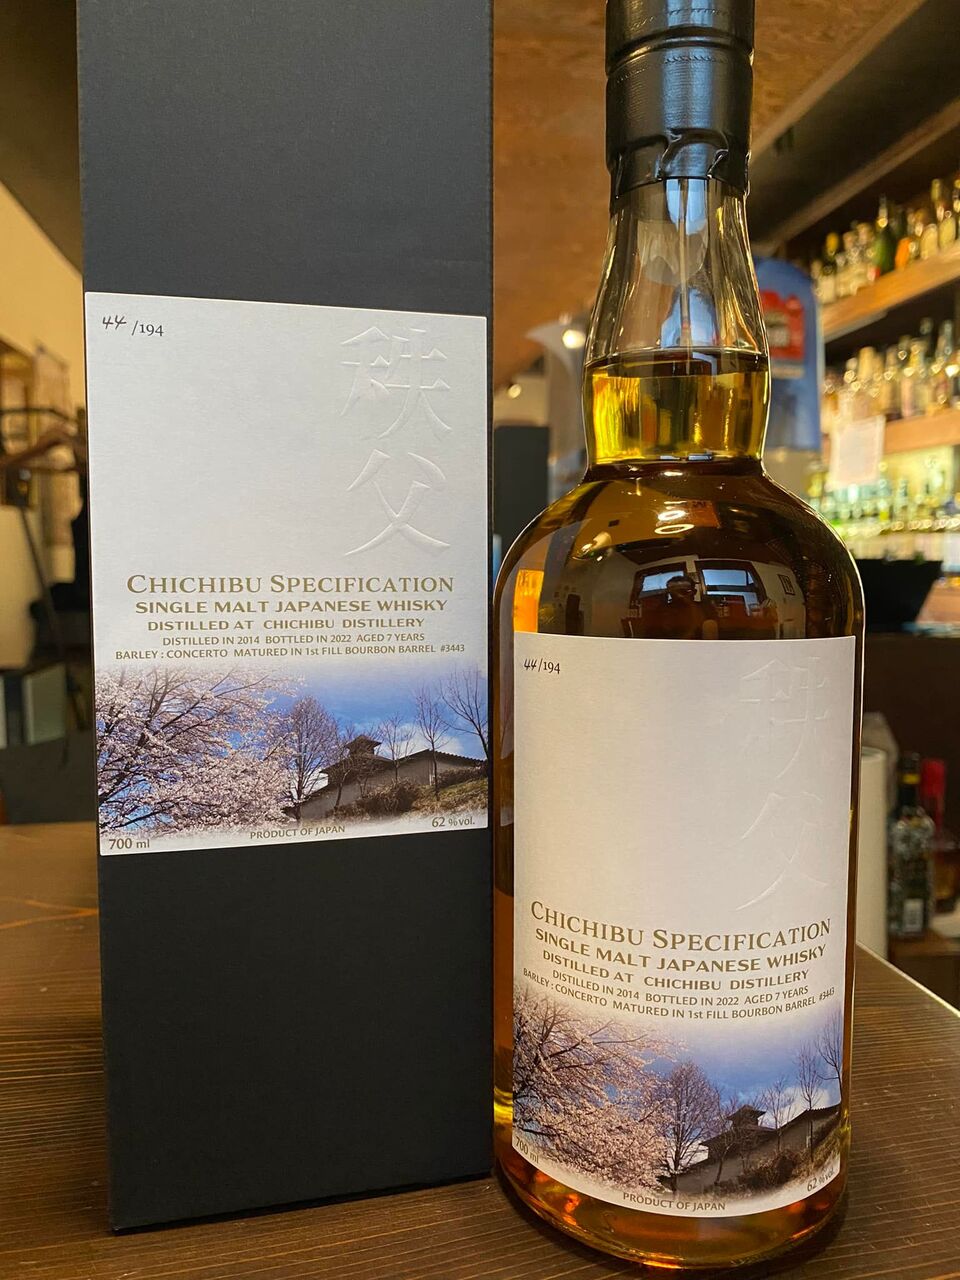 44 /194
秩父
CHICHIBU SPECIFICATION
SINGLE MALT JAPANESE WHISKY
DISTILLED AT CHICHIBU DISTILLERY
DISTILLED IN 2014 BOTTLED IN 2022 AGED 7 YEARS
BARLEY : CONCERTO MATURED IN 1st FILL BOURBON BARREL #3443
PRODUCT OF JAPAN
700 ml
62 %vol.
44/194
秩父
CHICHIBU SPECIFICATION
SINGLE MALT JAPANESE WHISKY
DISTILLED AT CHICHIBU DISTILLERY
DISTILLED IN 2014 BOTTLED IN 2022 AGED 7 YEARS
BARLEY : CONCERTO MATURED IN 1st FILL BOURBON BARREL #3443
700 ml
PRODUCT OF JAPAN
62 %vol.